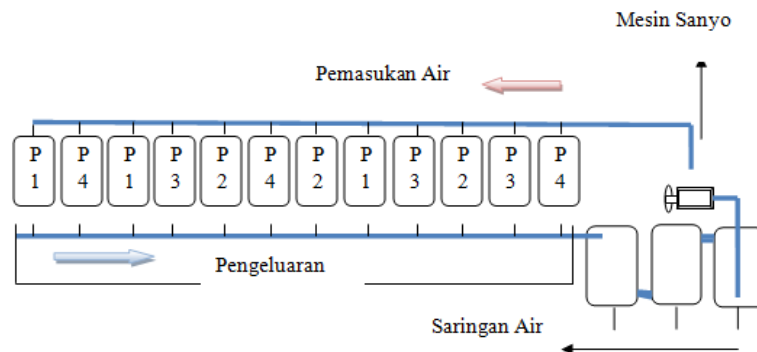 Mesin Sanyo
Pemasukan Air
P P P P P P P P P P P P
1 4 1 3 2 4 2 1 3 2 3 4
Pengeluaran
Saringan Air